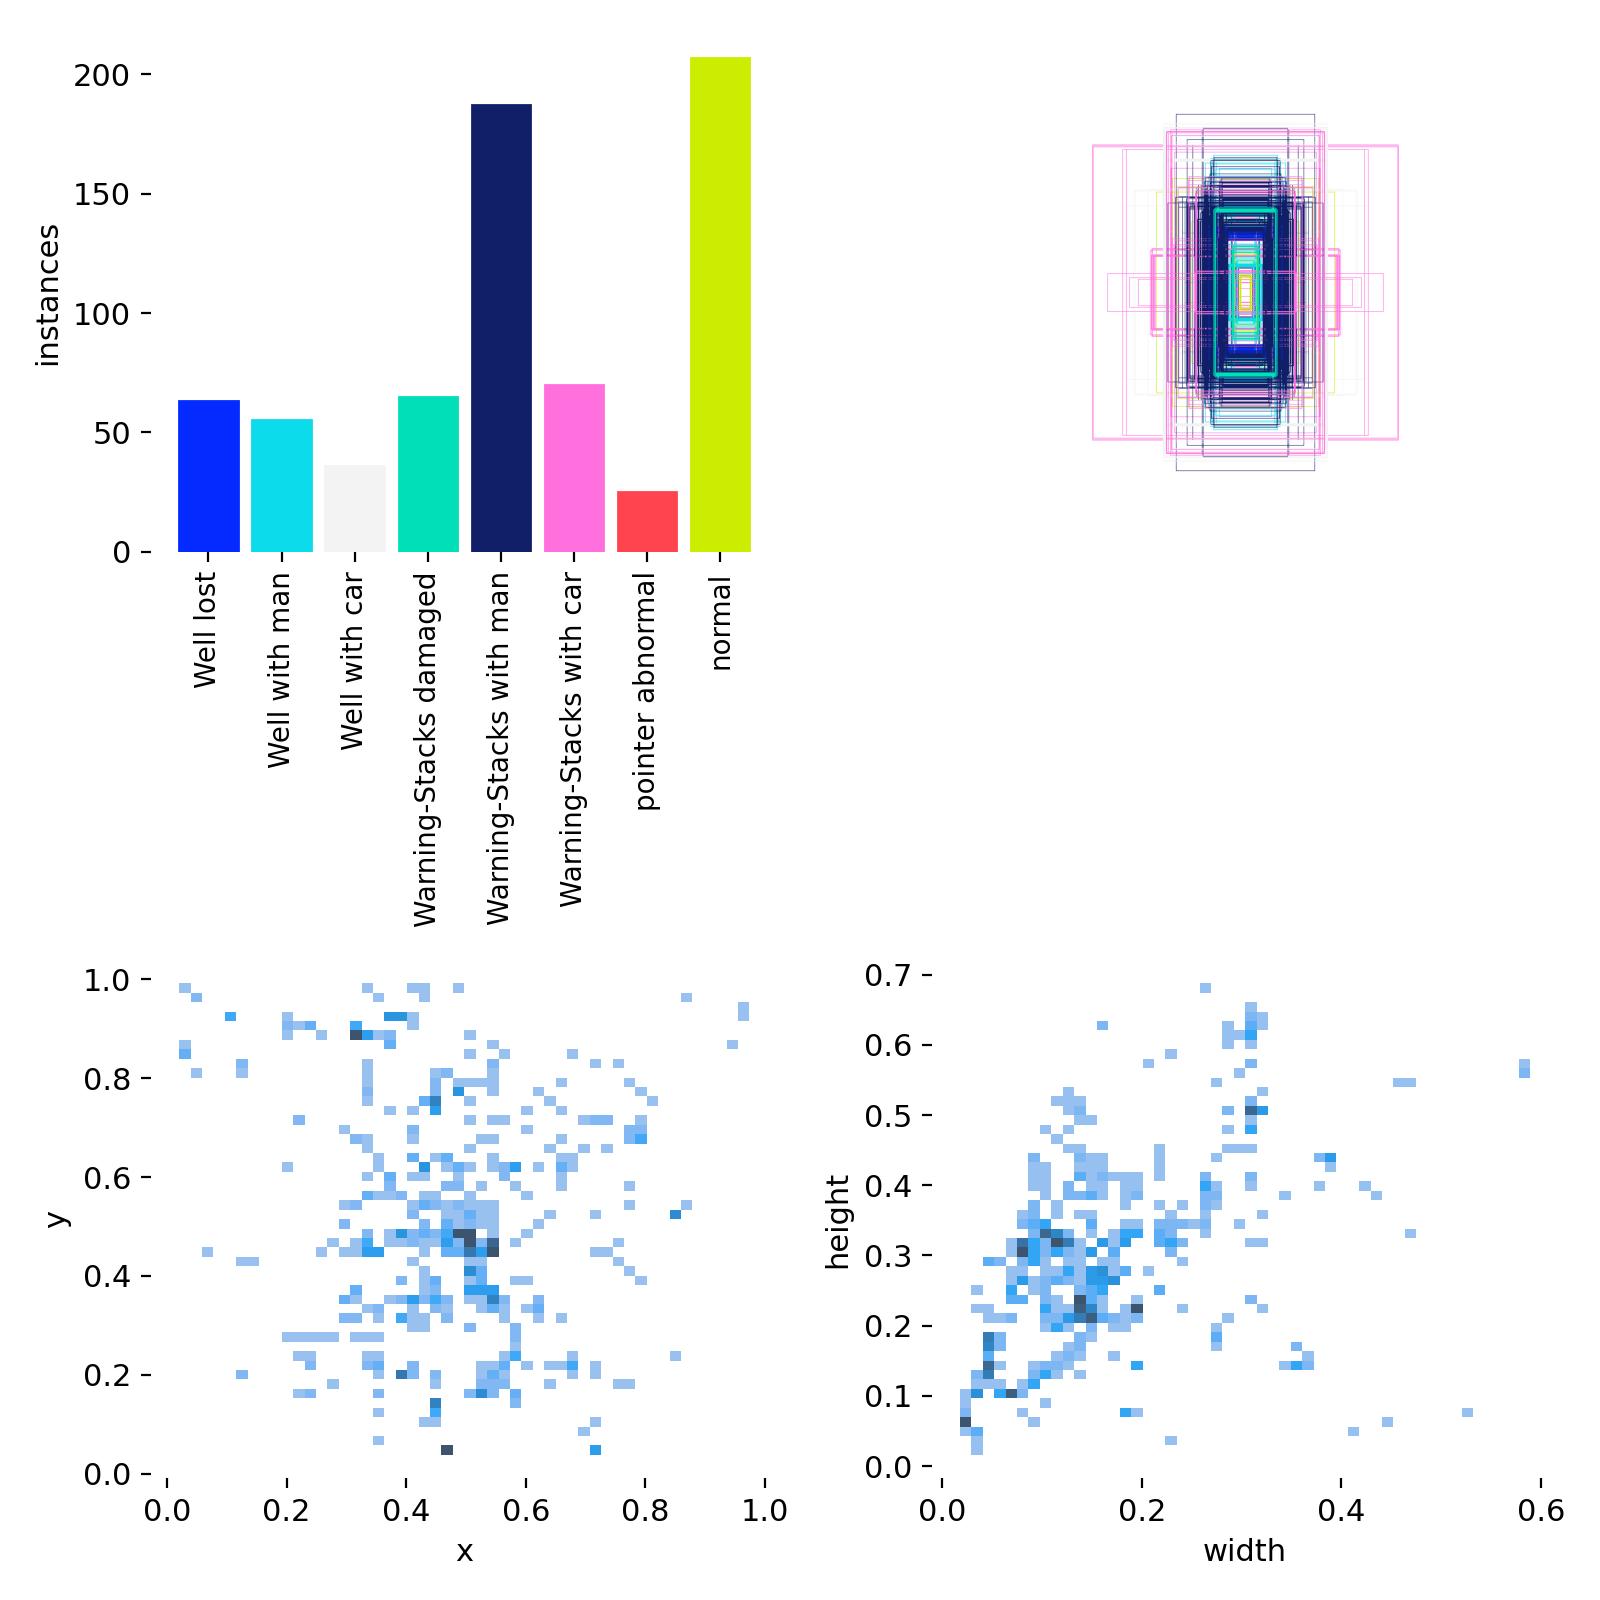 200
150
100
50
0
instances
Well lost
Well with man
Well with car
Warning-Stacks damaged
Warning-Stacks with man
Warning-Stacks with car
pointer abnormal
normal
1.0
0.8
0.6
0.4
0.2
0.0
y
0.0 0.2 0.4 0.6 0.8 1.0
x
0.7
0.6
0.5
0.4
0.3
0.2
0.1
0.0
height
0.0 0.2 0.4 0.6
width